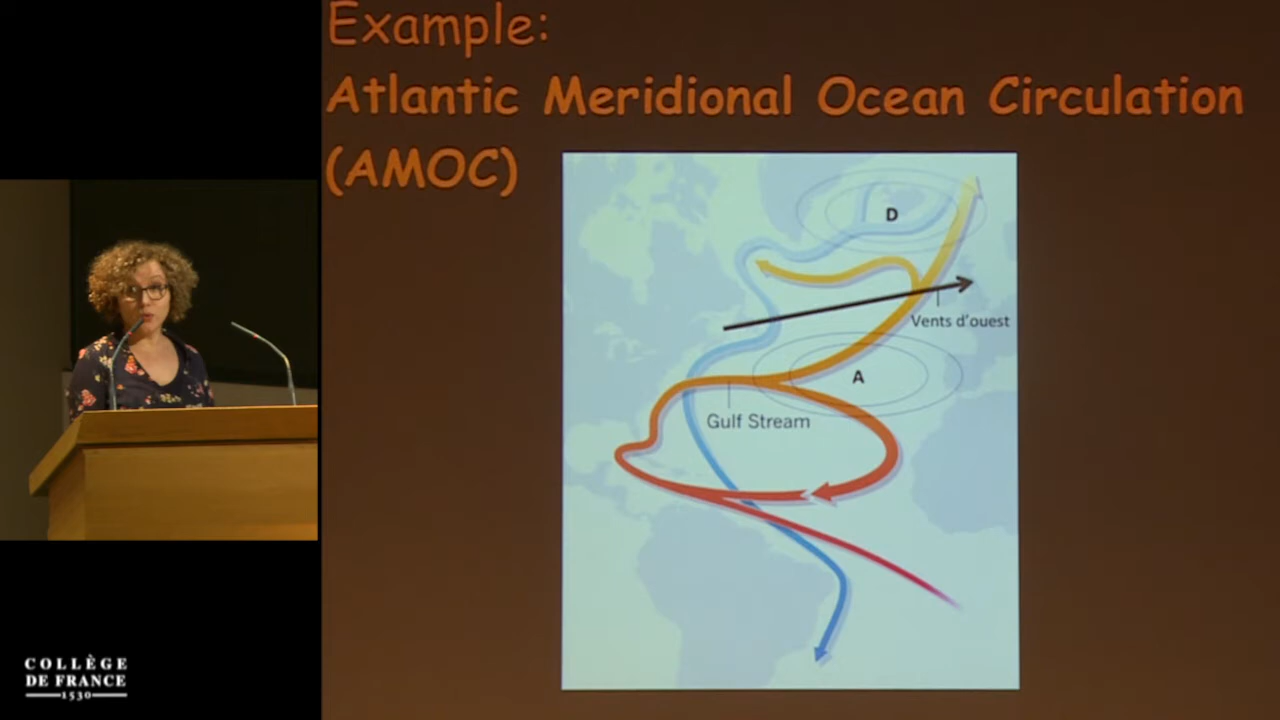 Example:
Atlantic Meridional Ocean Circulation
(AMOC)
D
Vents d'ouest
A
Gulf Stream
COLLÈGE
DE FRANCE
1530